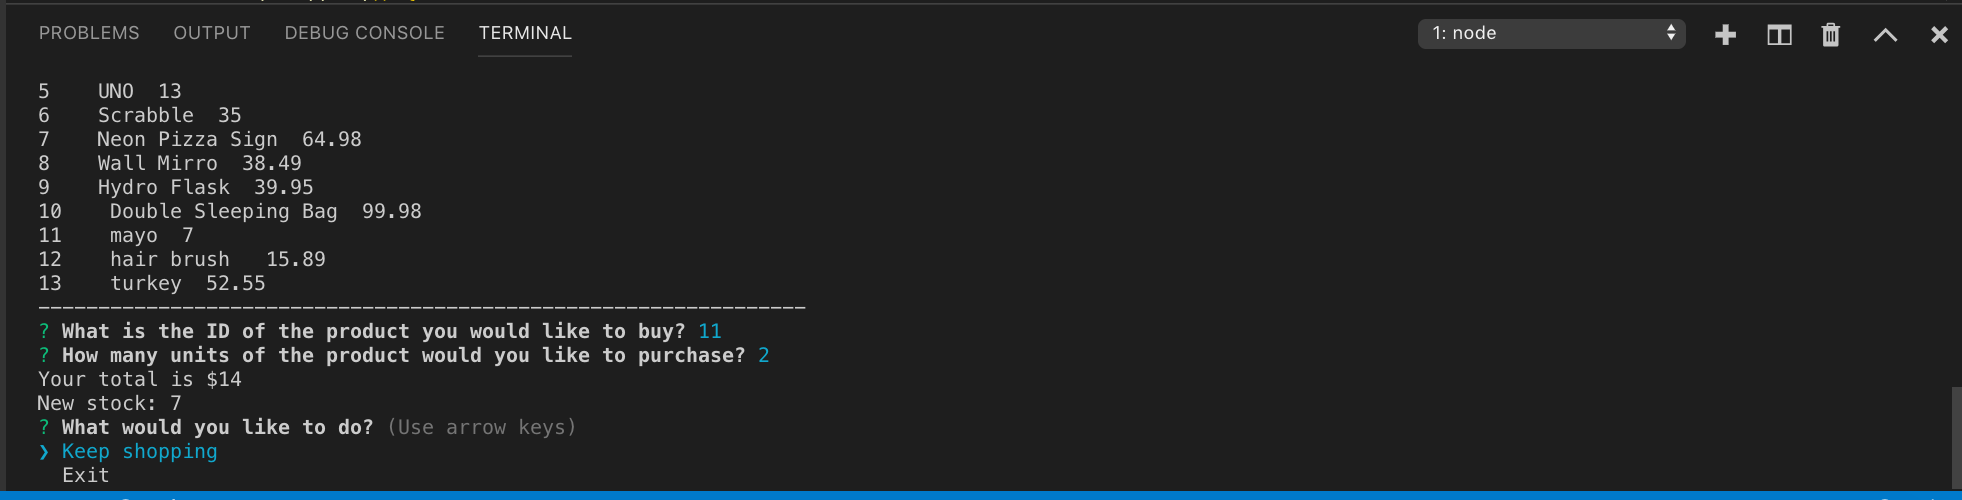 PROBLEMS OUTPUT DEBUG CONSOLE TERMINAL 1: node
5    UNO  13
6    Scrabble  35
7    Neon Pizza Sign  64.98
8    Wall Mirro  38.49
9    Hydro Flask  39.95
10    Double Sleeping Bag  99.98
11    mayo  7
12    hair brush   15.89
13    turkey  52.55
----------------------------------------------------------------
? What is the ID of the product you would like to buy? 11
? How many units of the product would you like to purchase? 2
Your total is $14
New stock: 7
? What would you like to do? (Use arrow keys)
❯ Keep shopping
  Exit